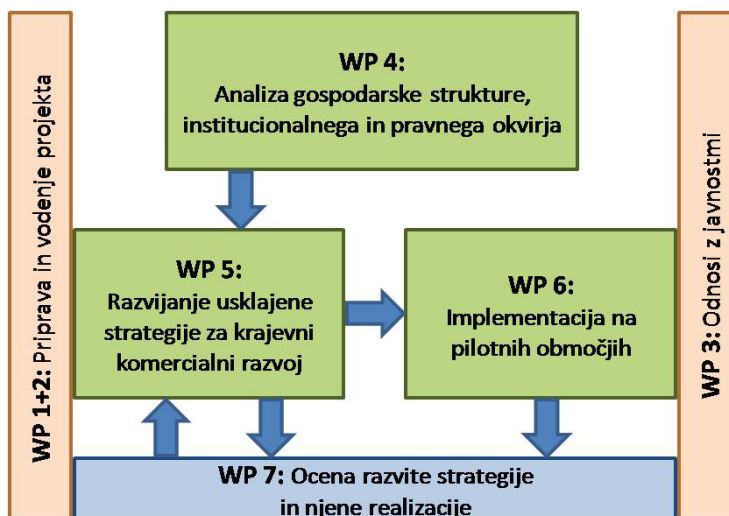 WP 1+2: Priprava in vodenje projekta
WP 4:
Analiza gospodarske strukture,
institucionalnega in pravnega okvirja
WP 5:
Razvijanje usklajene
strategije za krajevni
komercialni razvoj
WP 6:
Implementacija na
pilotnih območjih
WP 7: Ocena razvite strategije
in njene realizacije
WP 3: Odnosi z javnostmi